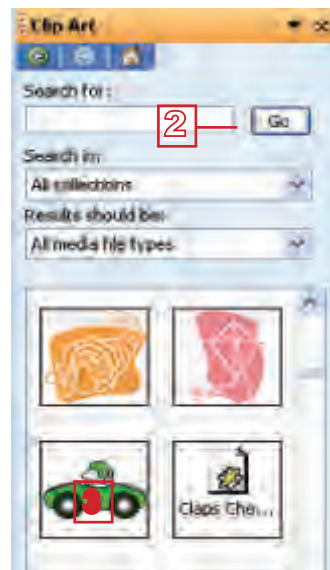 Clip Art
Search for:
2
Go
Search in:
All collections
Results should be:
All media file types
3
Claps Che...